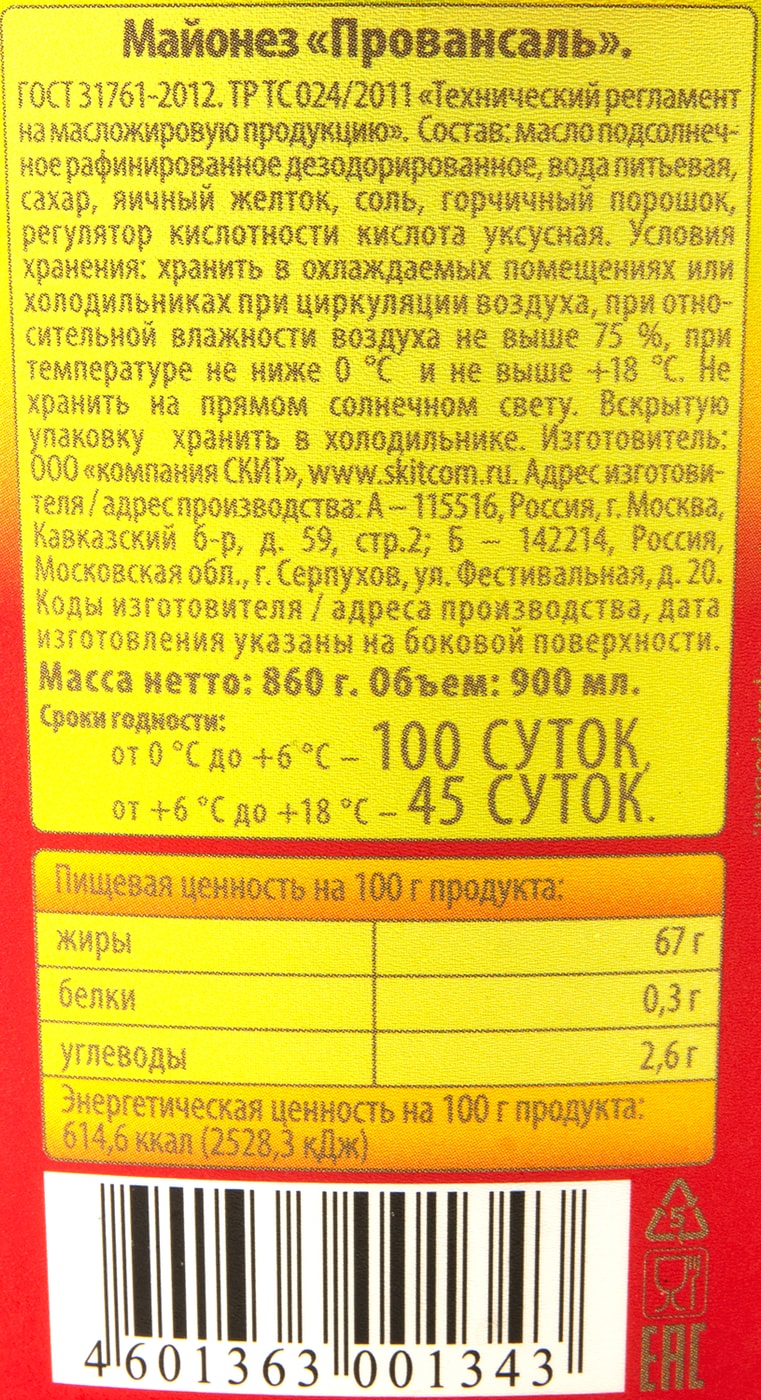 Майонез «Провансаль».
ГОСТ 31761-2012. ТР ТС 024/2011 «Технический регламент
на масложировую продукцию». Состав: масло подсолнеч-
ное рафинированное дезодорированное, вода питьевая,
сахар, яичный желток, соль, горчичный порошок,
регулятор кислотности кислота уксусная. Условия
хранения: хранить в охлаждаемых помещениях или
холодильниках при циркуляции воздуха, при отно-
сительной влажности воздуха не выше 75 %, при
температуре не ниже 0 °С и не выше +18 °С. Не
хранить на прямом солнечном свету. Вскрытую
упаковку хранить в холодильнике. Изготовитель:
ООО «компания СКИТ», www.skitcom.ru. Адрес изготови-
теля / адрес производства: А – 115516, Россия, г. Москва,
Кавказский б-р, д. 59, стр.2; Б – 142214, Россия,
Московская обл., г. Серпухов, ул. Фестивальная, д. 20.
Коды изготовителя / адреса производства, дата
изготовления указаны на боковой поверхности.
Масса нетто: 860 г. Объем: 900 мл.
Сроки годности:
от 0 °С до +6 °С – 100 СУТОК,
от +6 °С до +18 °С – 45 СУТОК.
Пищевая ценность на 100 г продукта:
жиры 67 г
белки 0,3 г
углеводы 2,6 г
Энергетическая ценность на 100 г продукта:
614,6 ккал (2528,3 кДж)
5
4 601363 001343
EAC